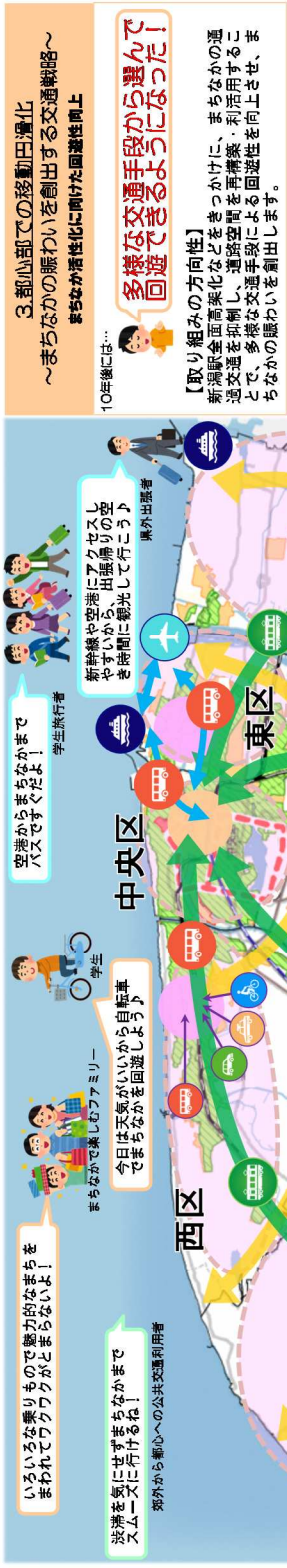 3.都心部での移動円滑化
～まちなかの賑わいを創出する交通戦略～
まちなか活性化に向けた回遊性向上
10年後には…
多様な交通手段から選んで
回遊できるようになった！
【取り組みの方向性】
新潟駅全面高架化などをきっかけに、まちなかの通
過交通を抑制し、道路空間を再構築・利活用するこ
とで、多様な交通手段による回遊性を向上させ、ま
ちなかの賑わいを創出します。
いろいろな乗りもので魅力的なまちを
まわれてワクワクがとまらないよ！
まちなかで楽しむファミリー
学生
空港からまちなかまで
バスですぐだよ！
学生旅行者
渋滞を気にせずまちなかまで
スムーズに行けるね！
郊外から都心への公共交通利用者
今日は天気がいいから自転車
でまちなかを回遊しよう♪
新幹線や空港にアクセスし
やすいから、出張帰りの空
き時間に観光して行こう♪
県外出張者
西区
中央区
東区